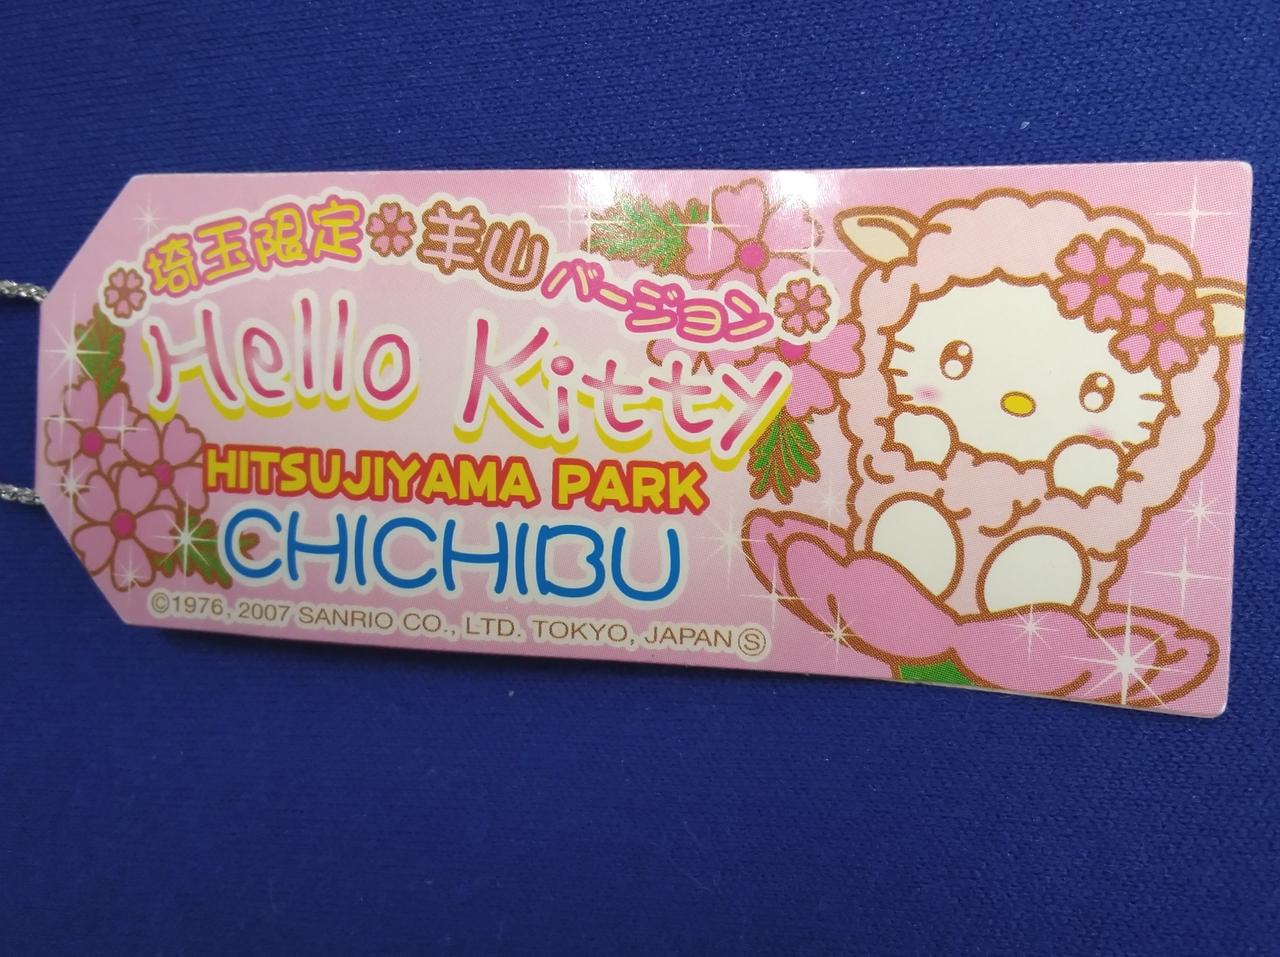 埼玉限定 羊山バージョン
Hello Kitty
HITSUJIYAMA PARK
CHICHIBU
©1976, 2007 SANRIO CO., LTD. TOKYO, JAPAN Ⓢ